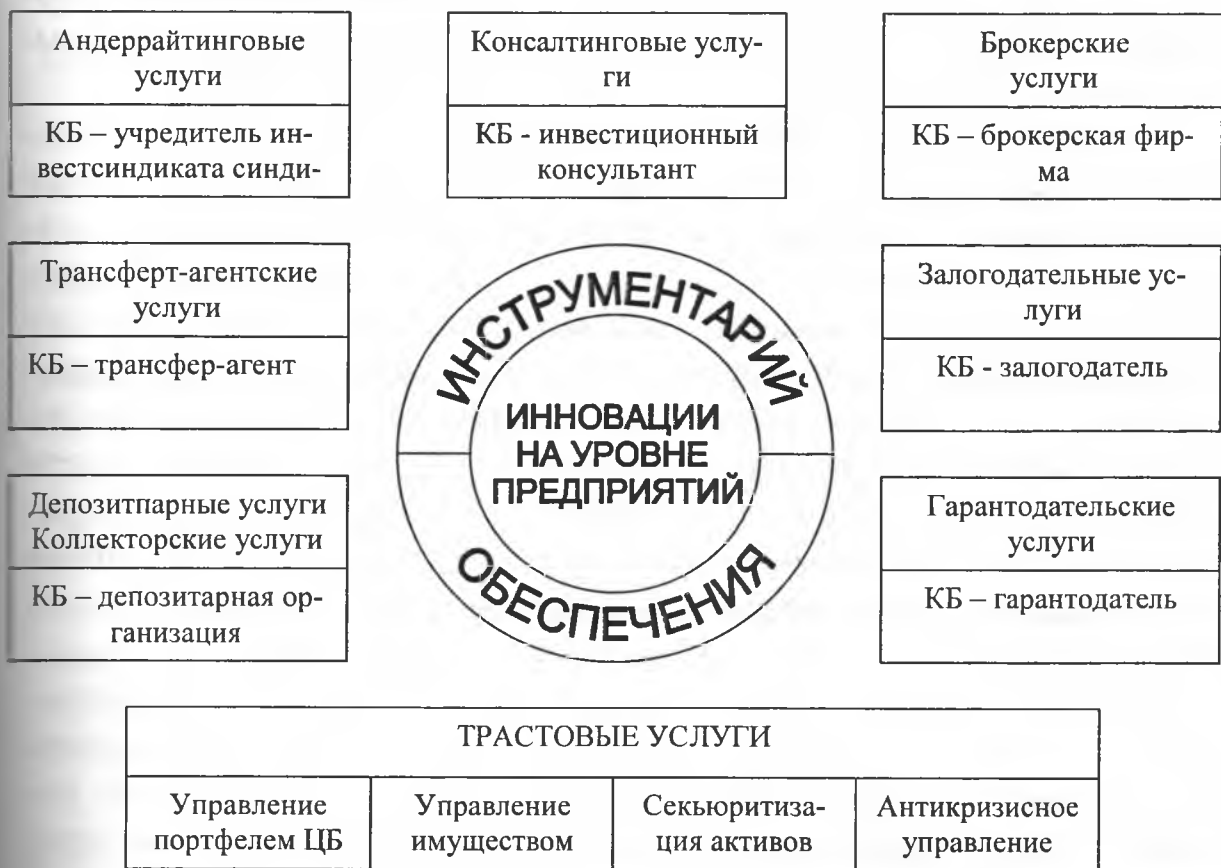 Андеррайтинговые
услуги
КБ – учредитель ин-
вестсиндиката синди-
Консалтинговые услу-
ги
КБ - инвестиционный
консультант
Брокерские
услуги
КБ – брокерская фир-
ма
Трансферт-агентские
услуги
КБ – трансфер-агент
ИНСТРУМЕНТАРИЙ
ИННОВАЦИИ
НА УРОВНЕ
ПРЕДПРИЯТИЙ
ОБЕСПЕЧЕНИЯ
Залогодательные ус-
луги
КБ - залогодатель
Депозитпарные услуги
Коллекторские услуги
КБ – депозитарная ор-
ганизация
Гарантодательские
услуги
КБ – гарантодатель
ТРАСТОВЫЕ УСЛУГИ
Управление
портфелем ЦБ
Управление
имуществом
Секьюритиза-
ция активов
Антикризисное
управление